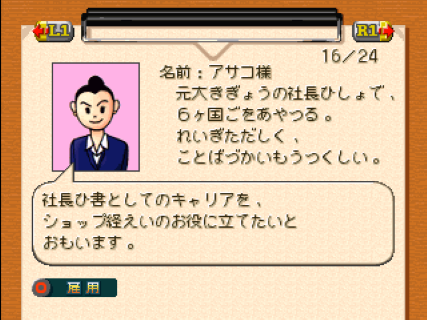 L1
R1
16／24
名前：アサコ様
元大きぎょうの社長ひしょで、
６ヶ国ごをあやつる。
れいぎただしく、
ことばづかいもうつくしい。
社長ひ書としてのキャリアを、
ショップ経えいのお役に立てたいと
おもいます。
雇用